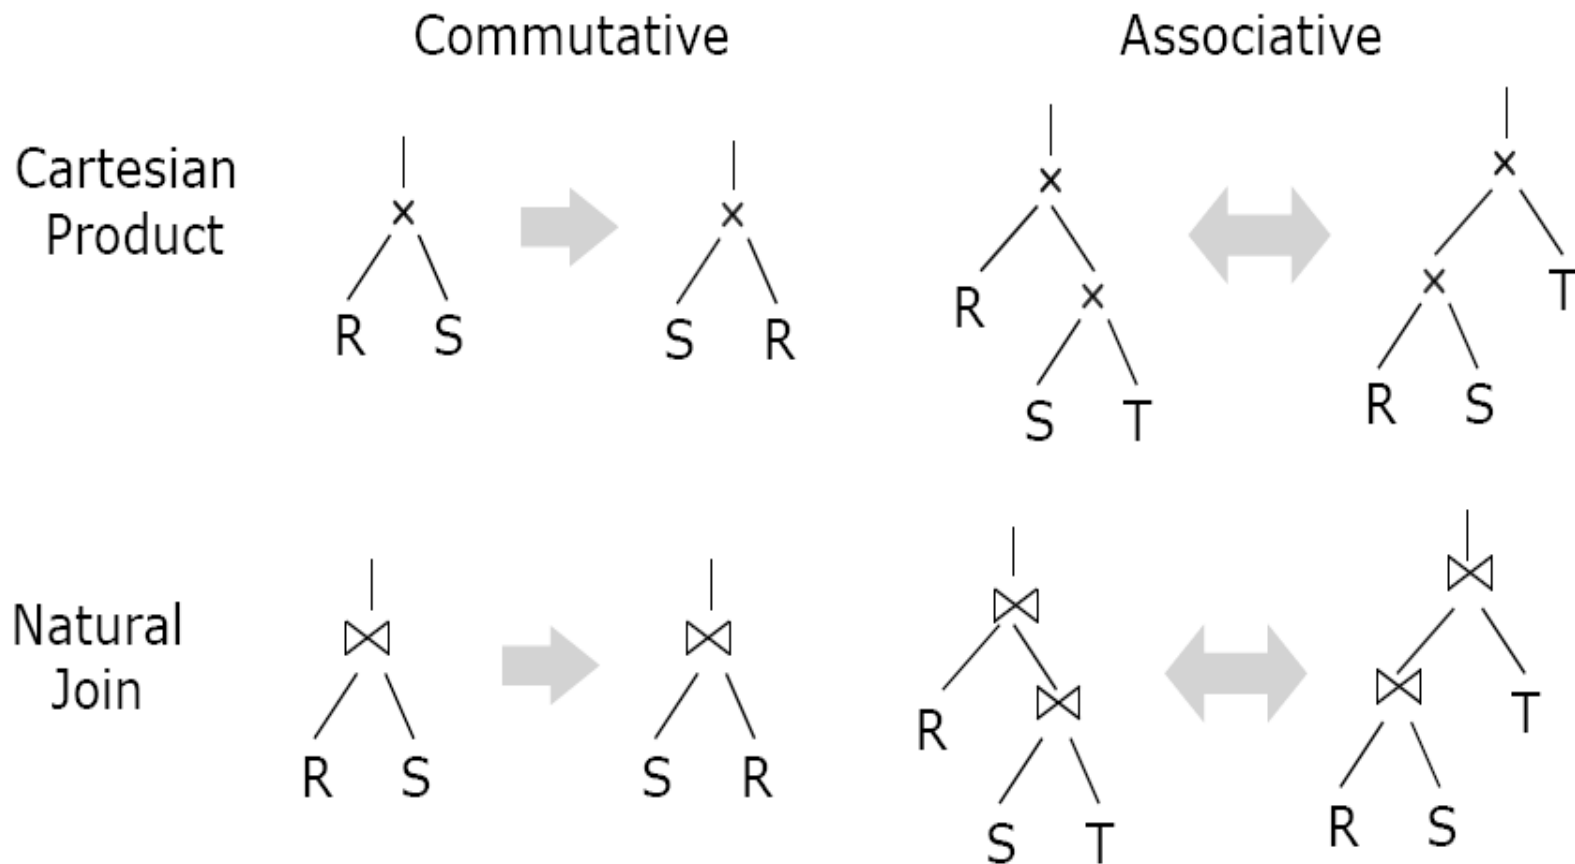 Commutative
Associative
Cartesian
Product
×
R S
×
S R
×
R
×
S T
×
×
T
R S
Natural
Join
⋈
R S
⋈
S R
⋈
R
⋈
S T
⋈
⋈
T
R S